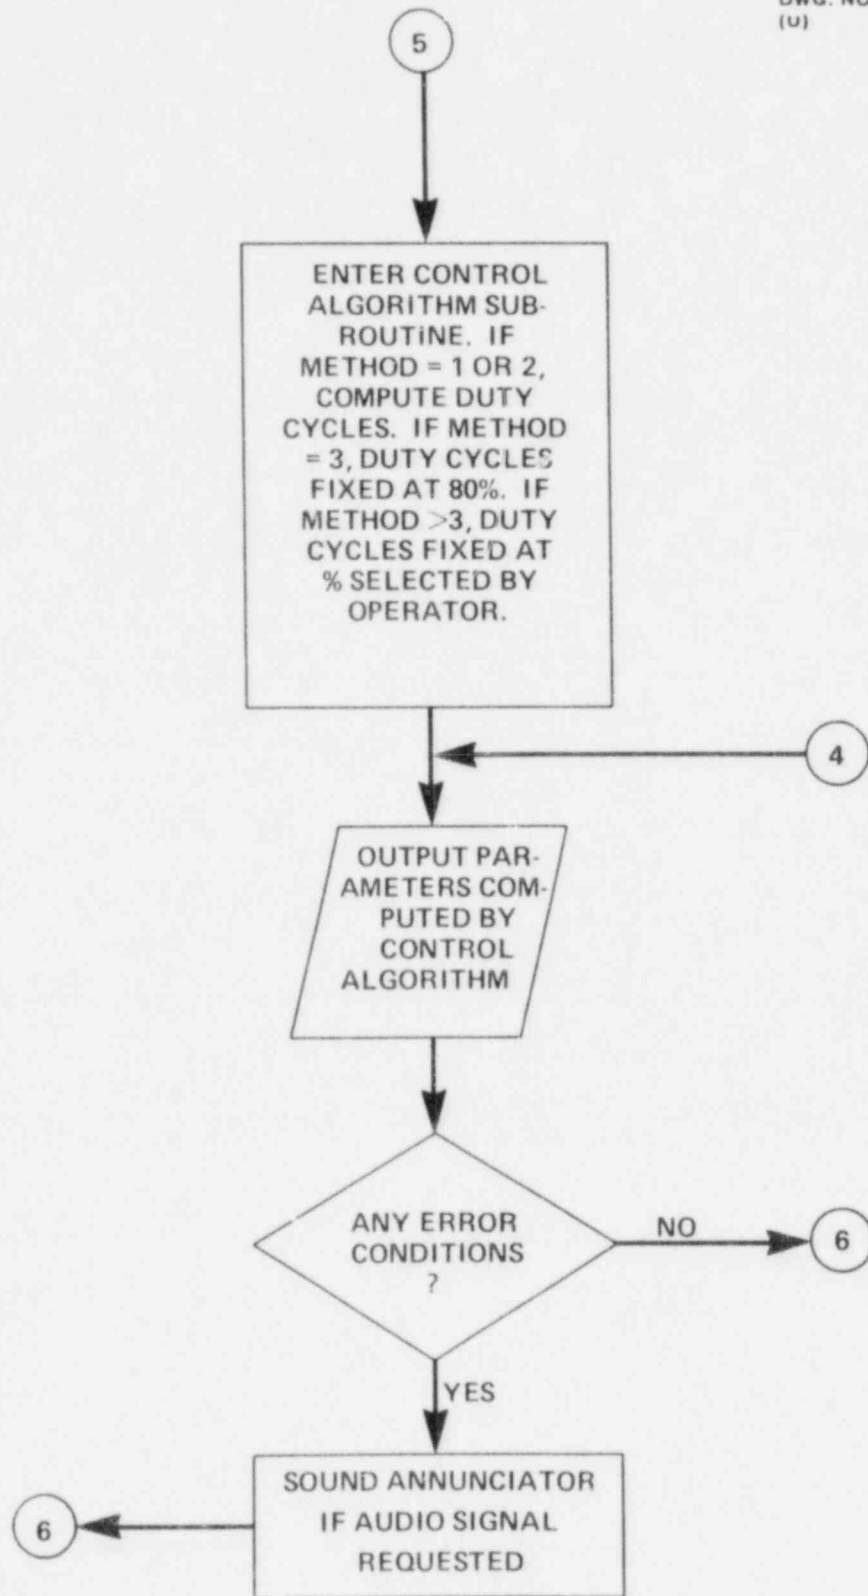 (U)
5
ENTER CONTROL
ALGORITHM SUB-
ROUTINE. IF
METHOD = 1 OR 2,
COMPUTE DUTY
CYCLES. IF METHOD
= 3, DUTY CYCLES
FIXED AT 80%. IF
METHOD >3, DUTY
CYCLES FIXED AT
% SELECTED BY
OPERATOR.
4
OUTPUT PAR-
AMETERS COM-
PUTED BY
CONTROL
ALGORITHM
ANY ERROR
CONDITIONS
?
NO
6
YES
SOUND ANNUNCIATOR
IF AUDIO SIGNAL
REQUESTED
6